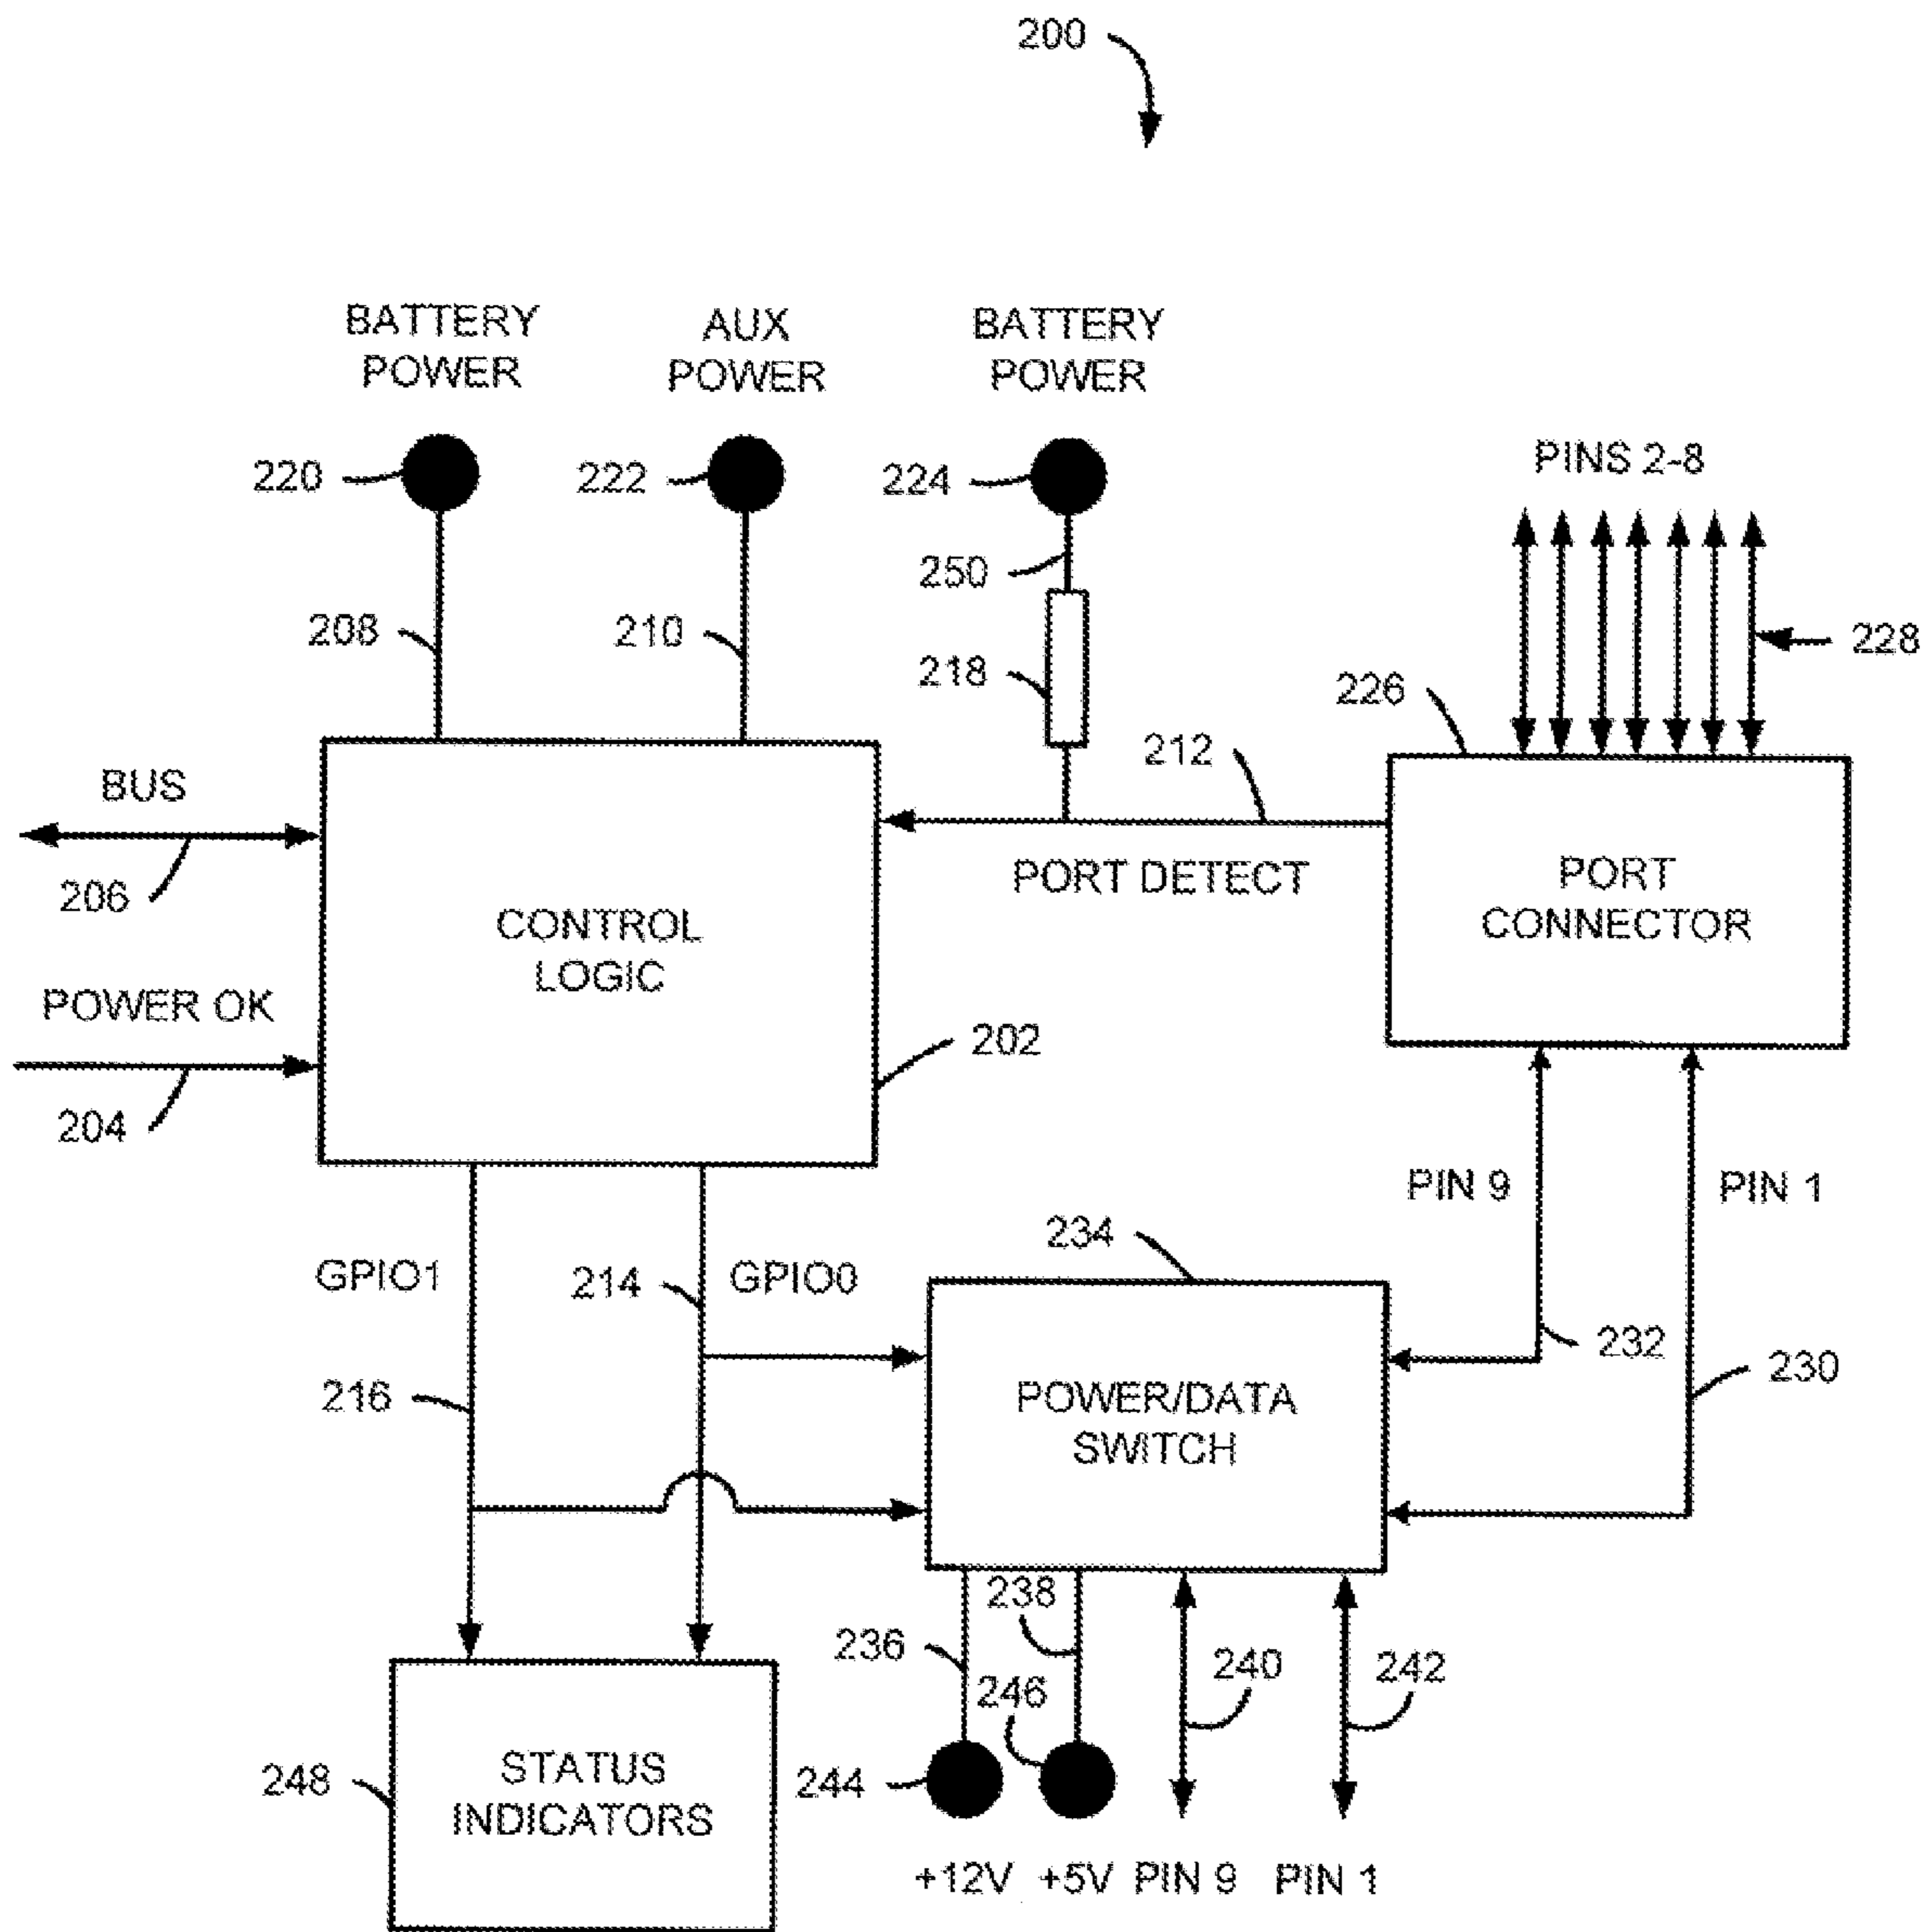 200
BATTERY
POWER
AUX
POWER
BATTERY
POWER
220
222
224
PINS 2-8
250
208
210
218
228
226
212
BUS
206
PORT DETECT
PORT
CONNECTOR
CONTROL
LOGIC
POWER OK
204
202
PIN 9
PIN 1
234
GPIO1
214
GPIO0
232
230
216
POWER/DATA
SWITCH
238
236
246
240
242
248
STATUS
INDICATORS
244
+12V
+5V
PIN 9
PIN 1